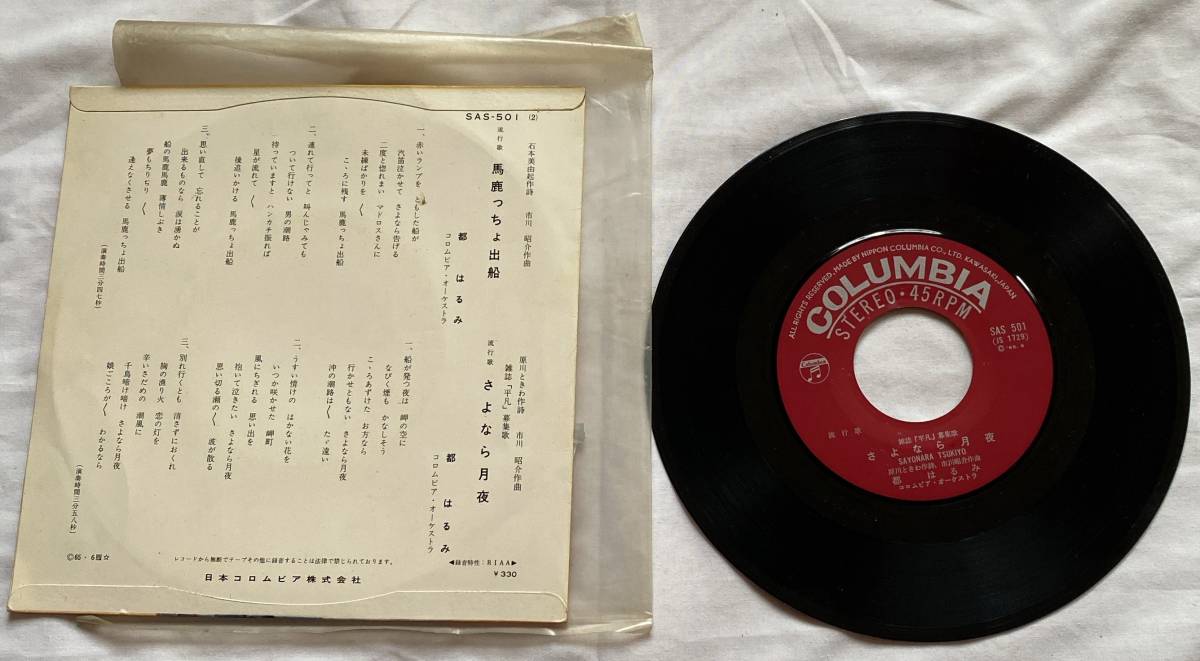 SAS-501 (2)
流行歌
馬鹿っちょ出船
石本美由起作詩
市川 昭介作曲
都 はるみ
コロムビア・オーケストラ
一、赤いランプを ともした船が
汽笛泣かせて さよなら告げる
二度と惚れまい マドロスさんに
未練ばかりを 〱
こゝろに残す 馬鹿っちょ出船
二、連れて行ってと 叫んじゃみても
ついて行けない 男の潮路
待っていますと ハンカチ振れば
星が流れて 〱
後追いかける 馬鹿っちょ出船
三、思い直して 忘れることが
出来るものなら 涙は湧かぬ
船の馬鹿馬鹿 薄情しぶき
夢もちりぢり 〱
逢えなくさせる 馬鹿っちょ出船
(演奏時間三分四七秒)
流行歌
さよなら月夜
原川ときわ作詩
市川 昭介作曲
雑誌「平凡」募集歌
都 はるみ
コロムビア・オーケストラ
一、船が発つ夜は 岬の空に
なびく煙も かなしそう
こゝろあずけた お方なら
行かせともない さよなら月夜
沖の潮路は 〱 たゞ遠い
二、うすい情けの はかない花を
いつか咲かせた 岬町
風にちぎれる 思い出を
抱いて泣きたい さよなら月夜
思い切る瀬の 〱 波が散る
三、別れ行くとも 消さずにおくれ
胸の漁り火 恋の灯を
辛いさだめの 潮風に
千鳥啼け啼け さよなら月夜
娘ごころが 〱 わかるなら
(演奏時間三分五八秒)
Ⓒ65・6 ☆
レコードから無断でテープその他に録音することは法律で禁じられております。
日本コロムビア株式会社
◀録音特性:RIAA▶
¥330
ALL RIGHTS RESERVED. MADE BY NIPPON COLUMBIA CO., LTD. KAWASAKI, JAPAN
COLUMBIA
STEREO・45RPM
SAS 501
(JS 1729)
Columbia
流行歌
雑誌「平凡」募集歌
さよなら月夜
SAYONARA TSUKIYO
原川ときわ作詩、市川昭介作曲
都 はるみ
コロムビア・オーケストラ